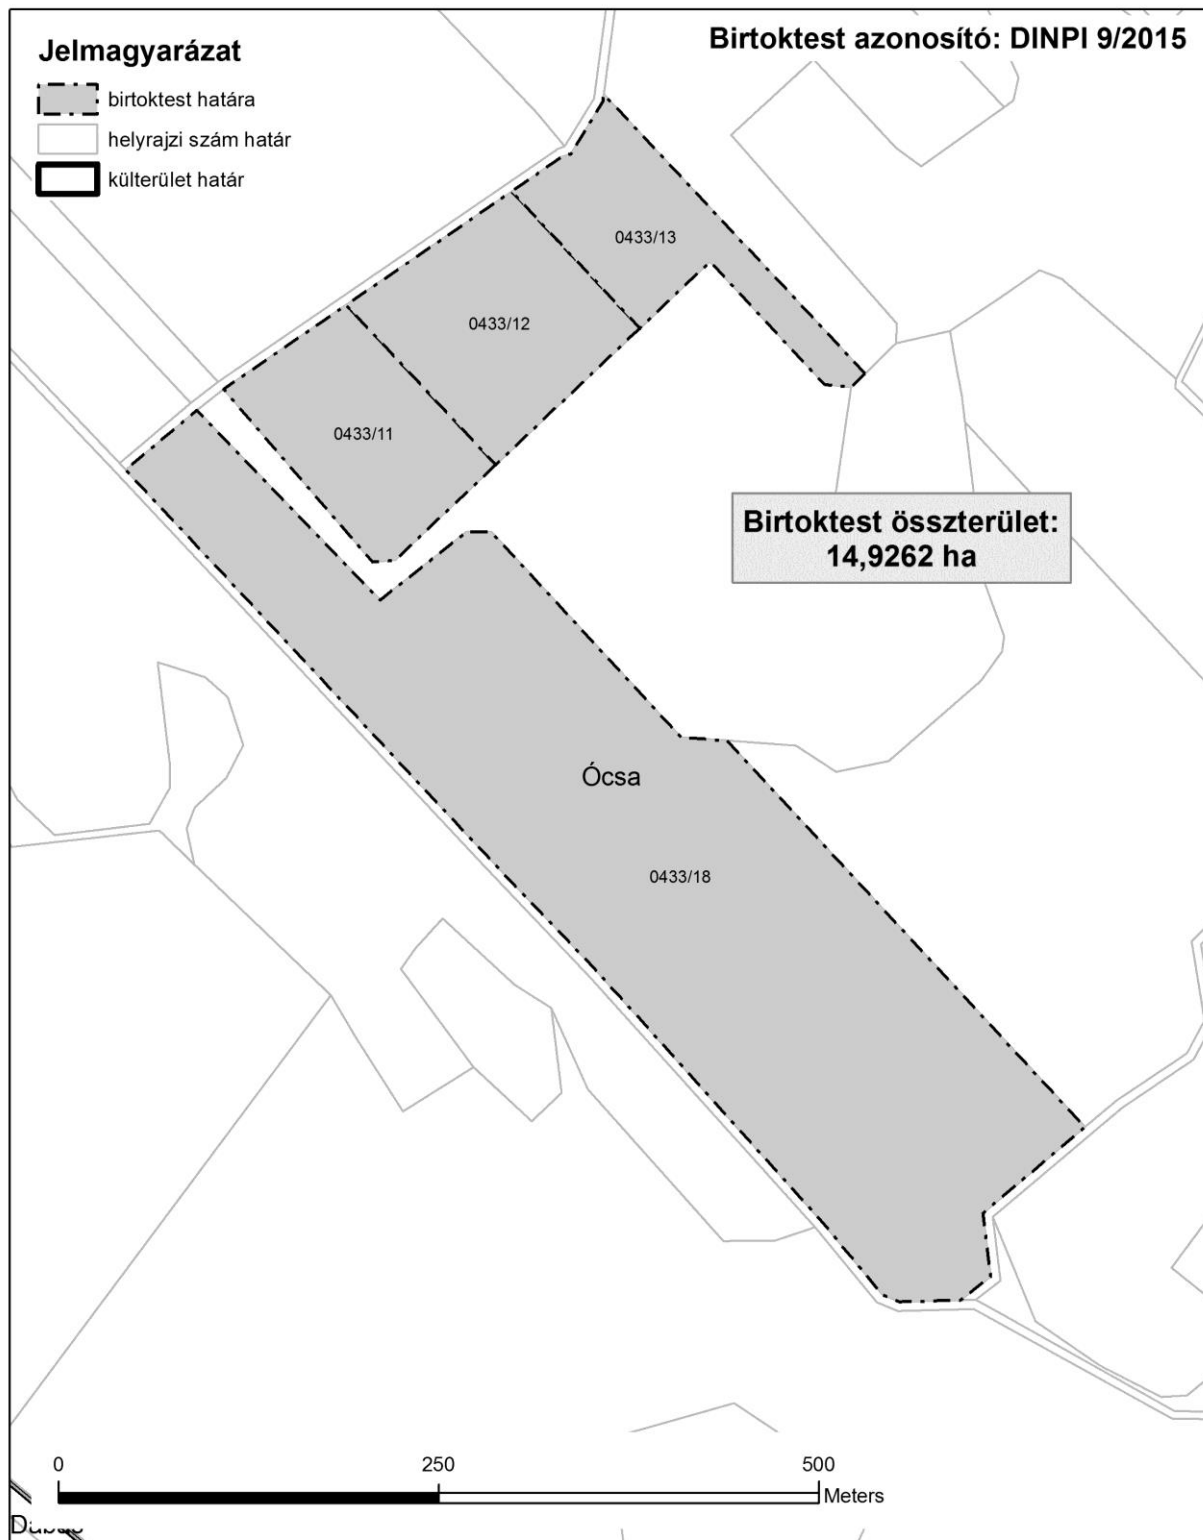 Birtoktest azonosító: DINPI 9/2015
Jelmagyarázat
birtoktest határa
helyrajzi szám határ
külterület határ
0433/13
0433/12
0433/11
Birtoktest összterület:
14,9262 ha
Ócsa
0433/18
0 250 500
Meters